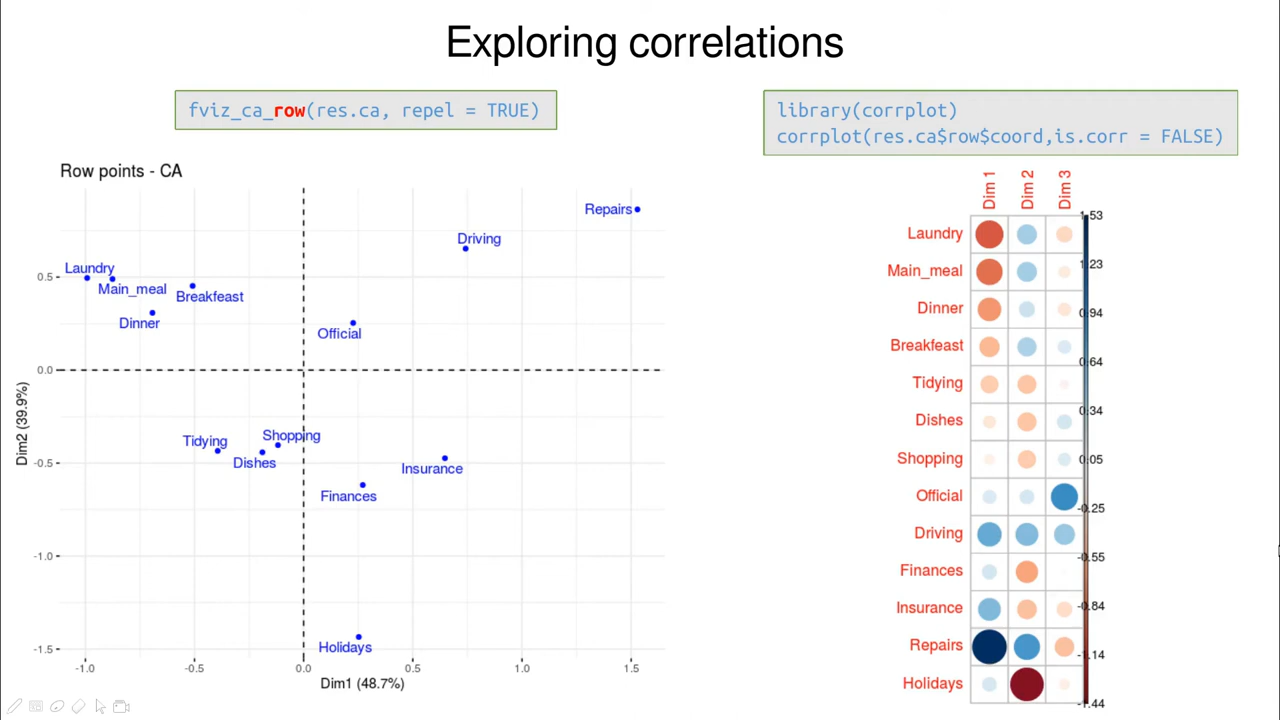 Exploring correlations
fviz_ca_row(res.ca, repel = TRUE)
library(corrplot)
corrplot(res.ca$row$coord,is.corr = FALSE)
Row points - CA
Repairs
Driving
Laundry
Main_meal
Breakfeast
Dinner
Official
Shopping
Tidying
Dishes
Insurance
Finances
Holidays
0.5
0.0
-0.5
-1.0
-1.5
Dim2 (39.9%)
-1.0 -0.5 0.0 0.5 1.0 1.5
Dim1 (48.7%)
Dim 1 Dim 2 Dim 3
Laundry
Main_meal
Dinner
Breakfeast
Tidying
Dishes
Shopping
Official
Driving
Finances
Insurance
Repairs
Holidays
1.53
1.23
0.94
0.64
0.34
0.05
-0.25
-0.55
-0.84
-1.14
-1.44